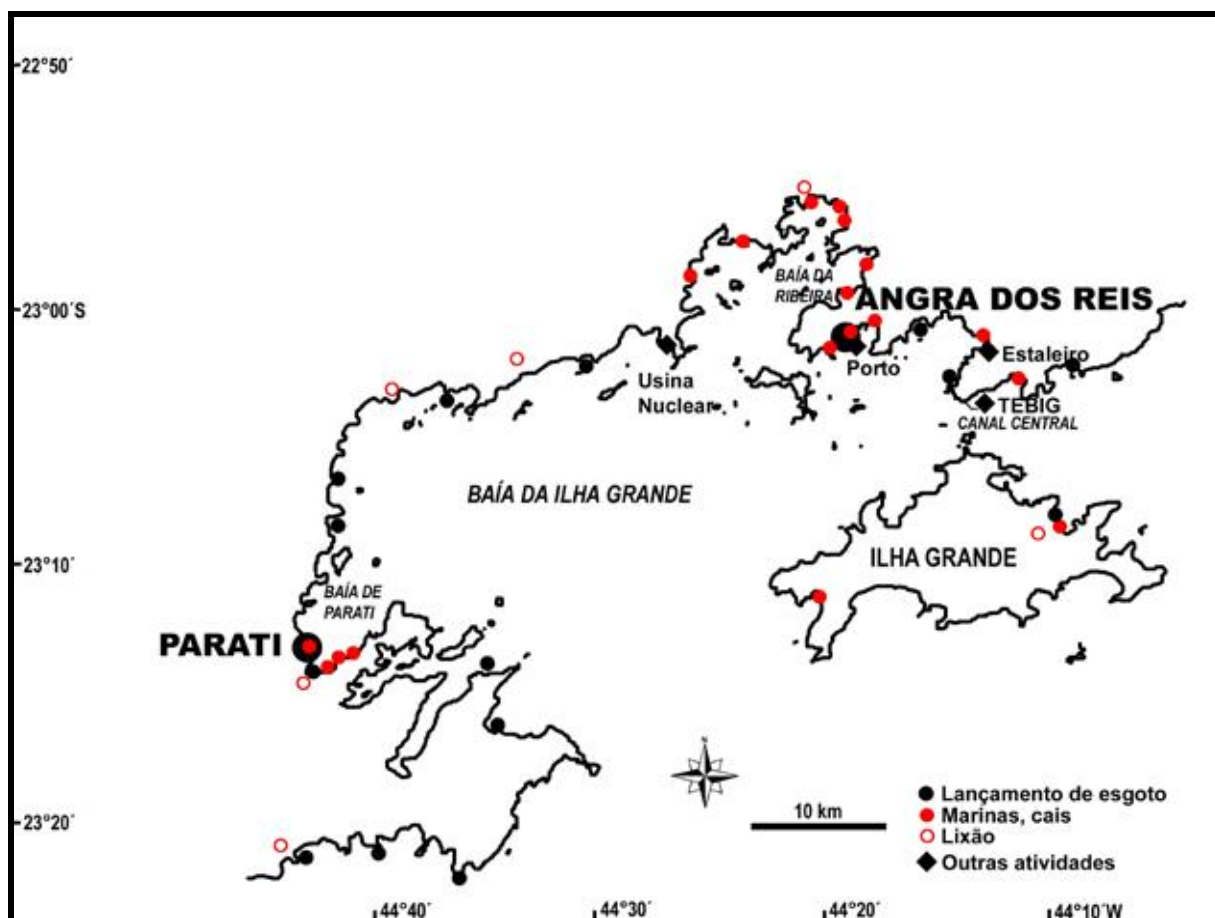 22°50´
BAÍA DA
RIBEIRA
ANGRA DOS REIS
23°00´S
Estaleiro
Porto
Usina
Nuclear
TEBIG
CANAL CENTRAL
BAÍA DA ILHA GRANDE
23°10´
ILHA GRANDE
BAÍA DE
PARATI
PARATI
N
Lançamento de esgoto
10 km
Marinas, cais
23°20´
Lixão
Outras atividades
44°40´
44°30´
44°20´
44°10´W